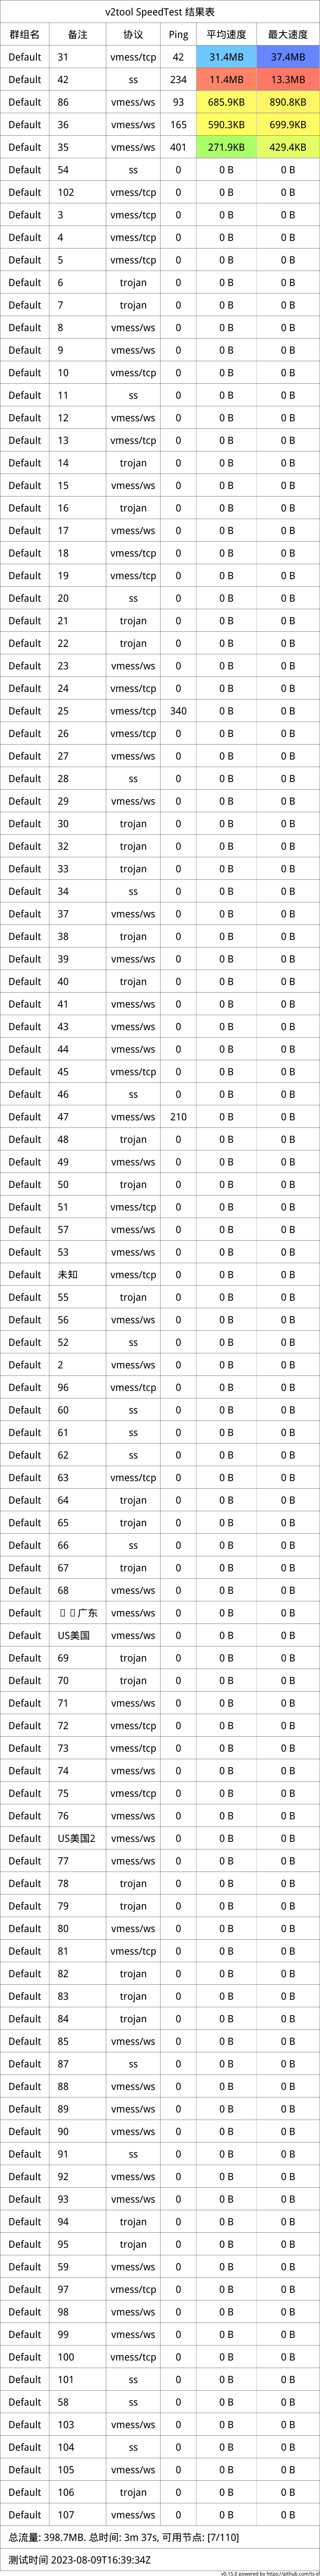 v2tool SpeedTest 结果表
群组名 备注 协议 Ping 平均速度 最大速度
Default 31 vmess/tcp 42 31.4MB 37.4MB
Default 42 ss 234 11.4MB 13.3MB
Default 86 vmess/ws 93 685.9KB 890.8KB
Default 36 vmess/ws 165 590.3KB 699.9KB
Default 35 vmess/ws 401 271.9KB 429.4KB
Default 54 ss 0 0 B 0 B
Default 102 vmess/tcp 0 0 B 0 B
Default 3 vmess/tcp 0 0 B 0 B
Default 4 vmess/tcp 0 0 B 0 B
Default 5 vmess/tcp 0 0 B 0 B
Default 6 trojan 0 0 B 0 B
Default 7 trojan 0 0 B 0 B
Default 8 vmess/ws 0 0 B 0 B
Default 9 vmess/ws 0 0 B 0 B
Default 10 vmess/tcp 0 0 B 0 B
Default 11 ss 0 0 B 0 B
Default 12 vmess/ws 0 0 B 0 B
Default 13 vmess/tcp 0 0 B 0 B
Default 14 trojan 0 0 B 0 B
Default 15 vmess/ws 0 0 B 0 B
Default 16 trojan 0 0 B 0 B
Default 17 vmess/ws 0 0 B 0 B
Default 18 vmess/tcp 0 0 B 0 B
Default 19 vmess/tcp 0 0 B 0 B
Default 20 ss 0 0 B 0 B
Default 21 trojan 0 0 B 0 B
Default 22 trojan 0 0 B 0 B
Default 23 vmess/ws 0 0 B 0 B
Default 24 vmess/tcp 0 0 B 0 B
Default 25 vmess/tcp 340 0 B 0 B
Default 26 vmess/tcp 0 0 B 0 B
Default 27 vmess/ws 0 0 B 0 B
Default 28 ss 0 0 B 0 B
Default 29 vmess/ws 0 0 B 0 B
Default 30 trojan 0 0 B 0 B
Default 32 trojan 0 0 B 0 B
Default 33 trojan 0 0 B 0 B
Default 34 ss 0 0 B 0 B
Default 37 vmess/ws 0 0 B 0 B
Default 38 trojan 0 0 B 0 B
Default 39 vmess/ws 0 0 B 0 B
Default 40 trojan 0 0 B 0 B
Default 41 vmess/ws 0 0 B 0 B
Default 43 vmess/ws 0 0 B 0 B
Default 44 vmess/ws 0 0 B 0 B
Default 45 vmess/tcp 0 0 B 0 B
Default 46 ss 0 0 B 0 B
Default 47 vmess/ws 210 0 B 0 B
Default 48 trojan 0 0 B 0 B
Default 49 vmess/ws 0 0 B 0 B
Default 50 trojan 0 0 B 0 B
Default 51 vmess/tcp 0 0 B 0 B
Default 57 vmess/ws 0 0 B 0 B
Default 53 vmess/ws 0 0 B 0 B
Default 未知 vmess/tcp 0 0 B 0 B
Default 55 trojan 0 0 B 0 B
Default 56 vmess/ws 0 0 B 0 B
Default 52 ss 0 0 B 0 B
Default 2 vmess/ws 0 0 B 0 B
Default 96 vmess/tcp 0 0 B 0 B
Default 60 ss 0 0 B 0 B
Default 61 ss 0 0 B 0 B
Default 62 ss 0 0 B 0 B
Default 63 vmess/tcp 0 0 B 0 B
Default 64 trojan 0 0 B 0 B
Default 65 trojan 0 0 B 0 B
Default 66 ss 0 0 B 0 B
Default 67 trojan 0 0 B 0 B
Default 68 vmess/ws 0 0 B 0 B
Default 广东 vmess/ws 0 0 B 0 B
Default US美国 vmess/ws 0 0 B 0 B
Default 69 trojan 0 0 B 0 B
Default 70 trojan 0 0 B 0 B
Default 71 vmess/ws 0 0 B 0 B
Default 72 vmess/tcp 0 0 B 0 B
Default 73 vmess/tcp 0 0 B 0 B
Default 74 vmess/ws 0 0 B 0 B
Default 75 vmess/tcp 0 0 B 0 B
Default 76 vmess/ws 0 0 B 0 B
Default US美国2 vmess/ws 0 0 B 0 B
Default 77 vmess/ws 0 0 B 0 B
Default 78 trojan 0 0 B 0 B
Default 79 trojan 0 0 B 0 B
Default 80 vmess/ws 0 0 B 0 B
Default 81 vmess/tcp 0 0 B 0 B
Default 82 trojan 0 0 B 0 B
Default 83 trojan 0 0 B 0 B
Default 84 trojan 0 0 B 0 B
Default 85 vmess/ws 0 0 B 0 B
Default 87 ss 0 0 B 0 B
Default 88 vmess/ws 0 0 B 0 B
Default 89 vmess/ws 0 0 B 0 B
Default 90 vmess/ws 0 0 B 0 B
Default 91 ss 0 0 B 0 B
Default 92 vmess/ws 0 0 B 0 B
Default 93 vmess/ws 0 0 B 0 B
Default 94 trojan 0 0 B 0 B
Default 95 trojan 0 0 B 0 B
Default 59 vmess/ws 0 0 B 0 B
Default 97 vmess/tcp 0 0 B 0 B
Default 98 vmess/ws 0 0 B 0 B
Default 99 vmess/ws 0 0 B 0 B
Default 100 vmess/tcp 0 0 B 0 B
Default 101 ss 0 0 B 0 B
Default 58 ss 0 0 B 0 B
Default 103 vmess/ws 0 0 B 0 B
Default 104 ss 0 0 B 0 B
Default 105 vmess/ws 0 0 B 0 B
Default 106 trojan 0 0 B 0 B
Default 107 vmess/ws 0 0 B 0 B
总流量: 398.7MB. 总时间: 3m 37s, 可用节点: [7/110]
测试时间 2023-08-09T16:39:34Z
v0.15.0 powered by https://github.com/ts-sf